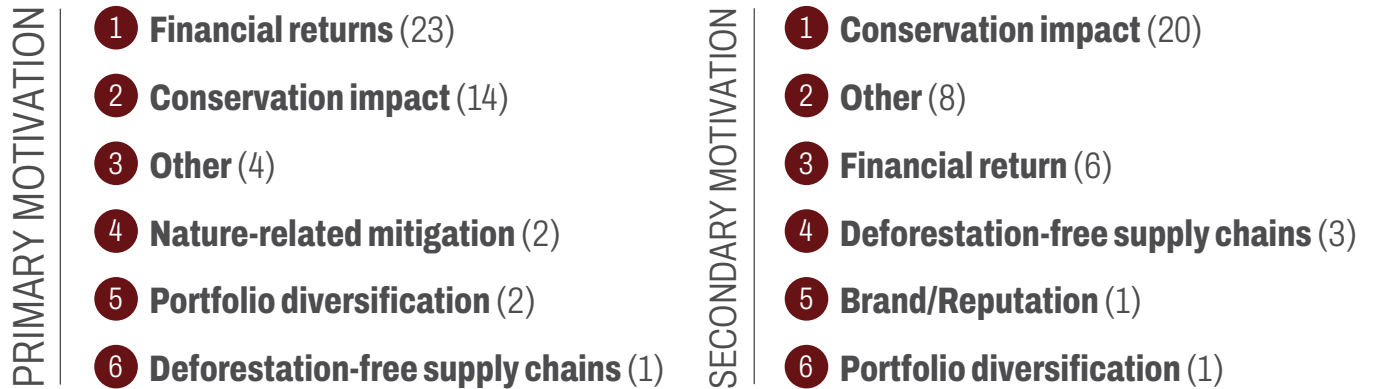 PRIMARY MOTIVATION
1 Financial returns (23)
2 Conservation impact (14)
3 Other (4)
4 Nature-related mitigation (2)
5 Portfolio diversification (2)
6 Deforestation-free supply chains (1)
SECONDARY MOTIVATION
1 Conservation impact (20)
2 Other (8)
3 Financial return (6)
4 Deforestation-free supply chains (3)
5 Brand/Reputation (1)
6 Portfolio diversification (1)